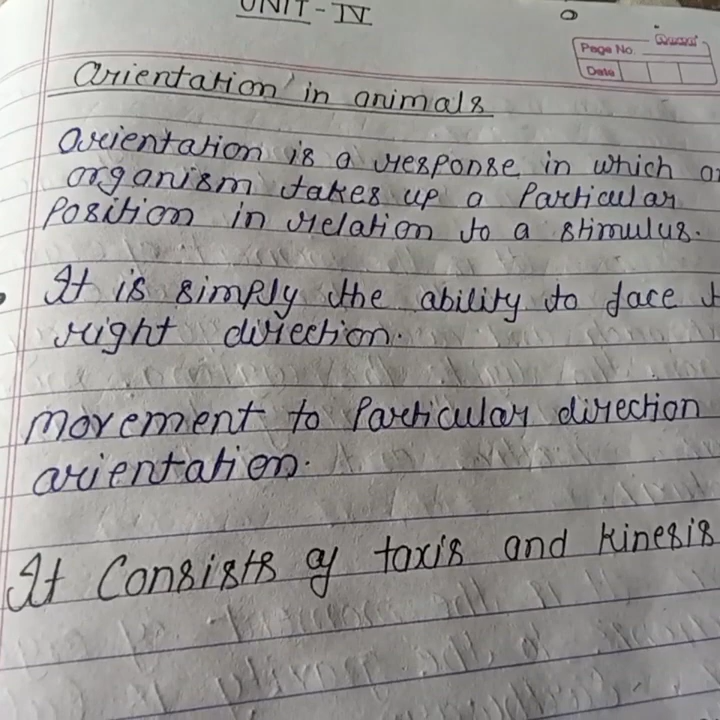 UNIT - IV
Page No.
Date
Orientation in animals
Orientation is a response in which
organism takes up a Particular
Position in relation to a stimulus.
It is simply the ability to face
right direction.
Movement to Particular direction
orientation.
It Consists of taxis and kinesis